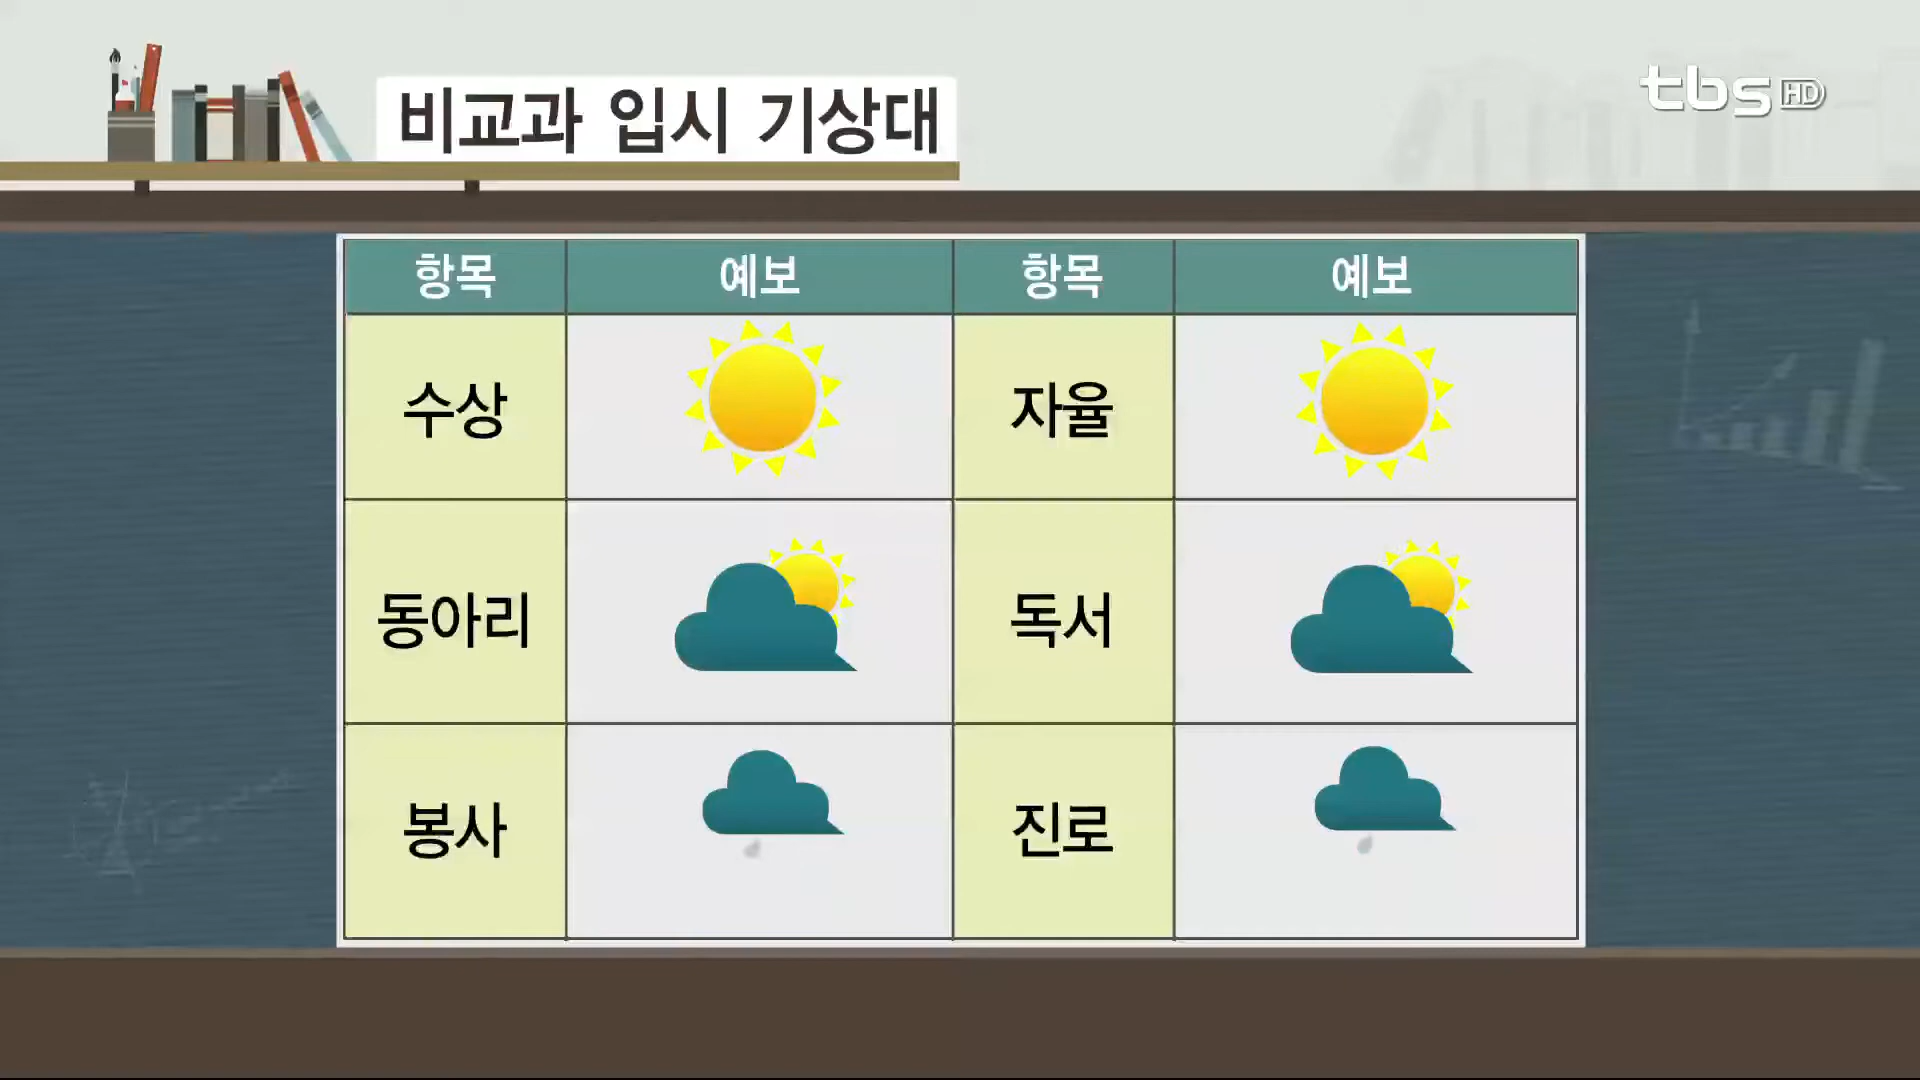 비교과 입시 기상대
tbs HD
항목 예보 항목 예보
수상 자율
동아리 독서
봉사 진로